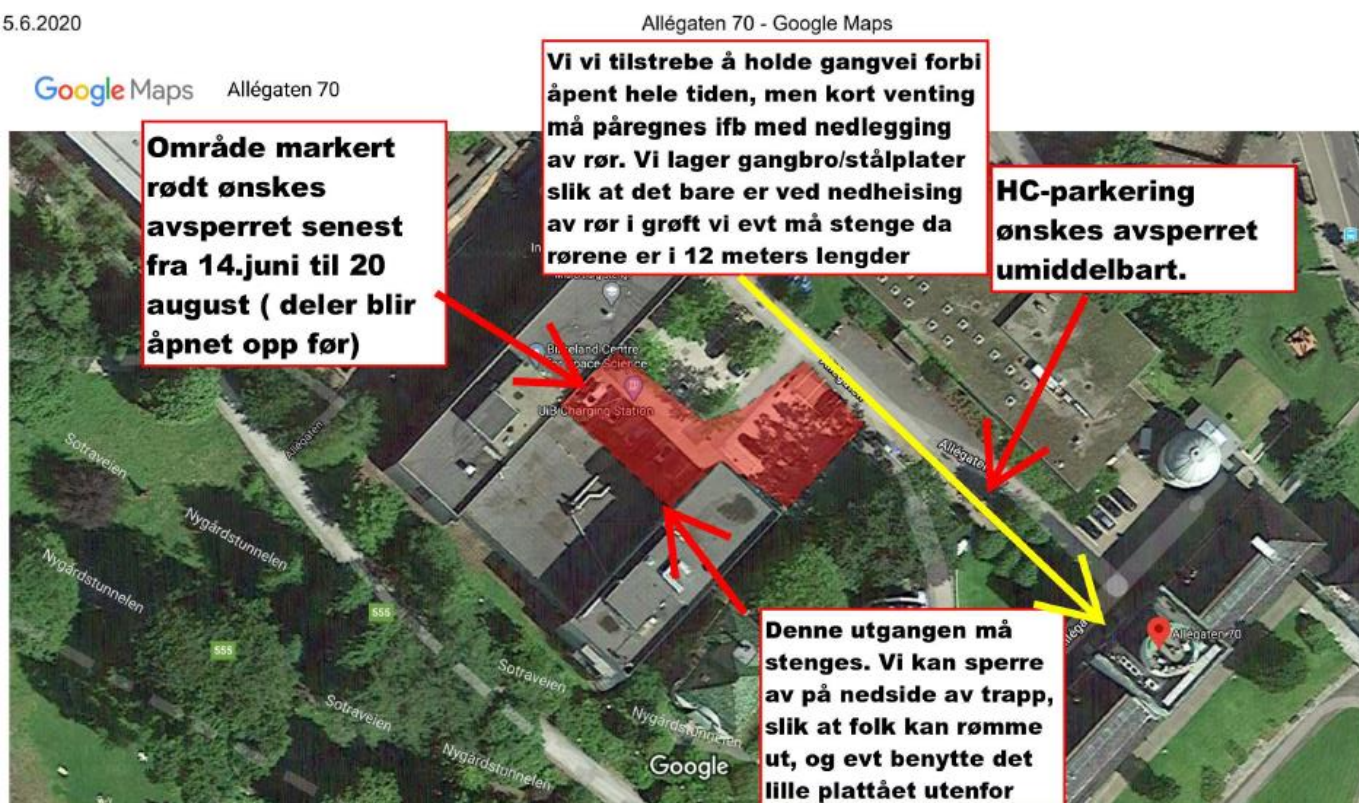 5.6.2020
Allégaten 70 - Google Maps
Google Maps Allégaten 70
Område markert
rødt ønskes
avsperret senest
fra 14.juni til 20
august ( deler blir
åpnet opp før)
Vi vi tilstrebe å holde gangvei forbi
åpent hele tiden, men kort venting
må påregnes ifb med nedlegging
av rør. Vi lager gangbro/stålplater
slik at det bare er ved nedheising
av rør i grøft vi evt må stenge da
rørene er i 12 meters lengder
HC-parkering
ønskes avsperret
umiddelbart.
Birkeland Centre
for Space Science
UiB Charging Station
Allégaten
Allégaten
Allégaten
Sotraveien
Nygårdstunnelen
Nygårdstunnelen
555
555
Sotraveien
Sotraveien
Nygårdstunnelen
Nygårdstunnelen
Google
Allégaten 70
Denne utgangen må
stenges. Vi kan sperre
av på nedside av trapp,
slik at folk kan rømme
ut, og evt benytte det
lille plattået utenfor